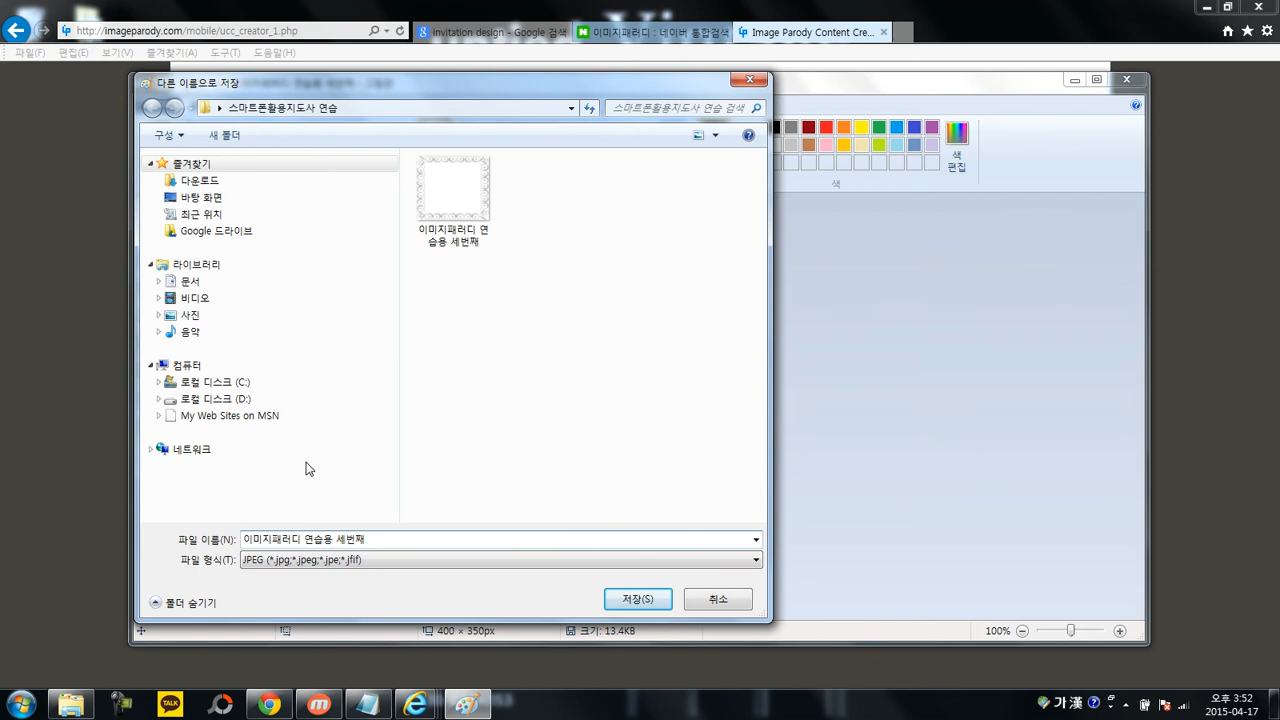 http://imageparody.com/mobile/ucc_creator_1.php
invitation design - Google 검색
이미지패러디 : 네이버 통합검색
Image Parody Content Cre...
파일(F) 편집(E) 보기(V) 즐겨찾기(A) 도구(T) 도움말(H)
다른 이름으로 저장
스마트폰활용지도사 연습
스마트폰활용지도사 연습 검색
구성
새 폴더
즐겨찾기
다운로드
바탕 화면
최근 위치
Google 드라이브
라이브러리
문서
비디오
사진
음악
컴퓨터
로컬 디스크 (C:)
로컬 디스크 (D:)
My Web Sites on MSN
네트워크
이미지패러디 연
습용 세번째
색
편집
색
파일 이름(N):
이미지패러디 연습용 세번째
파일 형식(T):
JPEG (*.jpg;*.jpeg;*.jpe;*.jfif)
폴더 숨기기
저장(S)
취소
400 × 350px
크기: 13.4KB
100%
TALK
가 漢
오후 3:52
2015-04-17